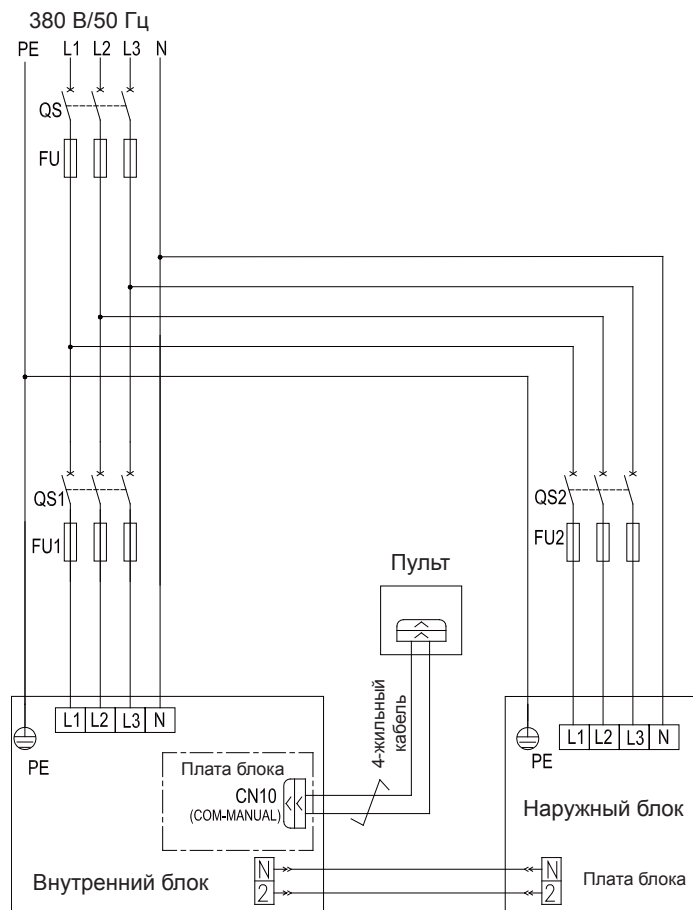 380 В/50 Гц
PE L1 L2 L3 N
QS
FU
QS1
QS2
FU1
FU2
Пульт
4-жильный
кабель
L1 L2 L3 N
L1 L2 L3 N
PE
PE
Плата блока
CN10
(COM-MANUAL)
Наружный блок
Внутренний блок
N
2
N
2
Плата блока